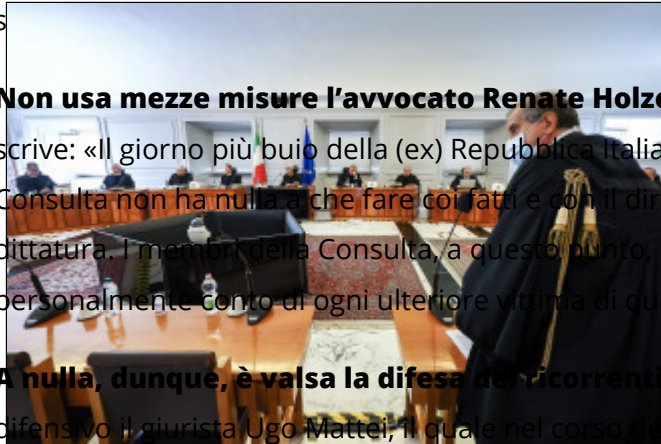 s
Non usa mezze misure l’avvocato Renate Holz
scrive: «Il giorno più buio della (ex) Repubblica Italia
Consulta non ha nulla a che fare coi fatti e con il dir
dittatura. I membri della Consulta, a questo punto,
personalmente conto di ogni ulteriore vittima di qu
A nulla, dunque, è valsa la difesa dei ricorrenti
difensivo il giurista Ugo Mattei, il quale nel corso de